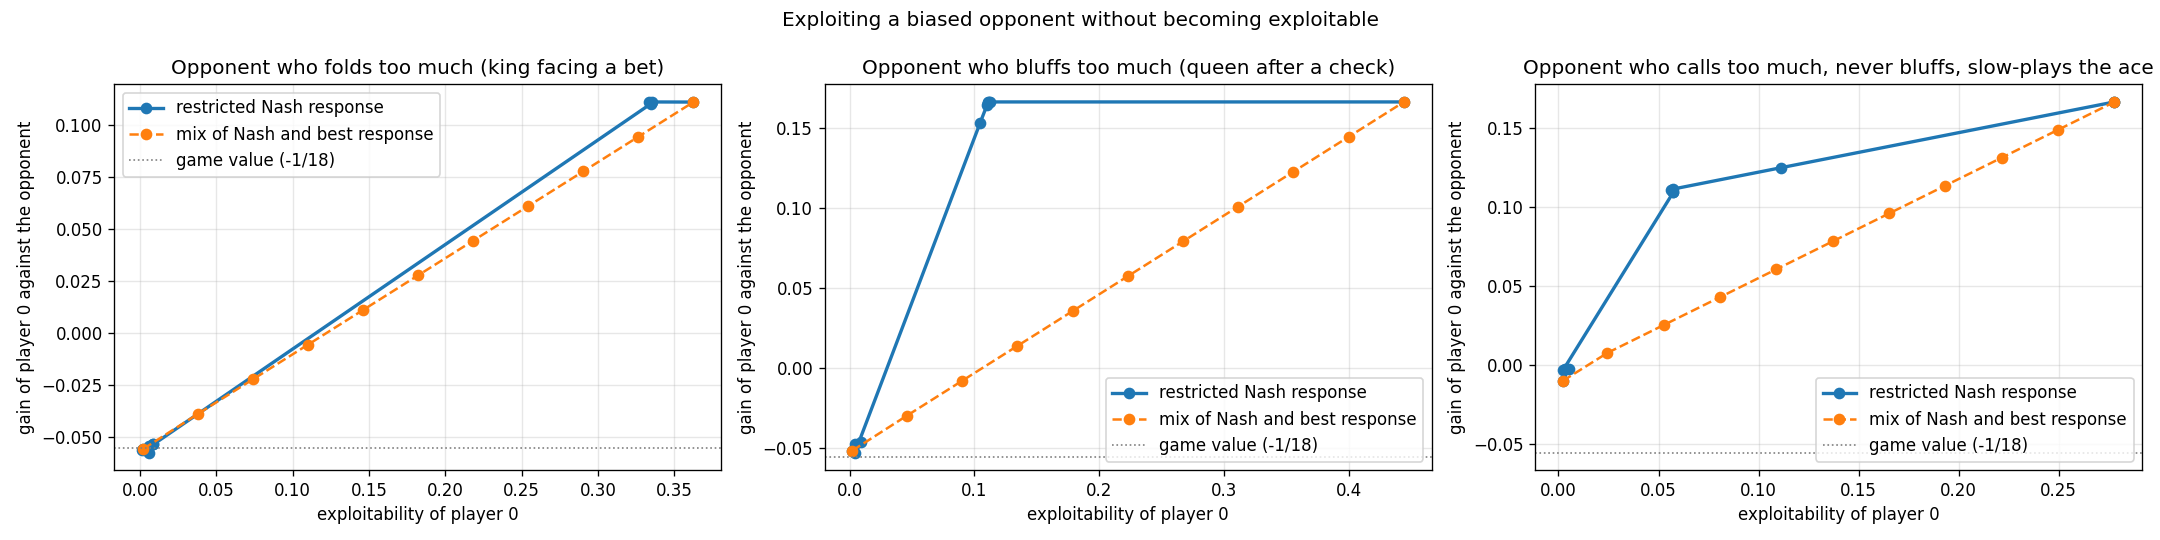 Exploiting a biased opponent without becoming exploitable
Opponent who folds too much (king facing a bet)
gain of player 0 against the opponent
0.100
0.075
0.050
0.025
0.000
−0.025
−0.050
restricted Nash response
mix of Nash and best response
game value (-1/18)
0.00 0.05 0.10 0.15 0.20 0.25 0.30 0.35
exploitability of player 0
Opponent who bluffs too much (queen after a check)
gain of player 0 against the opponent
0.15
0.10
0.05
0.00
−0.05
restricted Nash response
mix of Nash and best response
game value (-1/18)
0.0 0.1 0.2 0.3 0.4
exploitability of player 0
Opponent who calls too much, never bluffs, slow-plays the ace
gain of player 0 against the opponent
0.15
0.10
0.05
0.00
−0.05
restricted Nash response
mix of Nash and best response
game value (-1/18)
0.00 0.05 0.10 0.15 0.20 0.25
exploitability of player 0